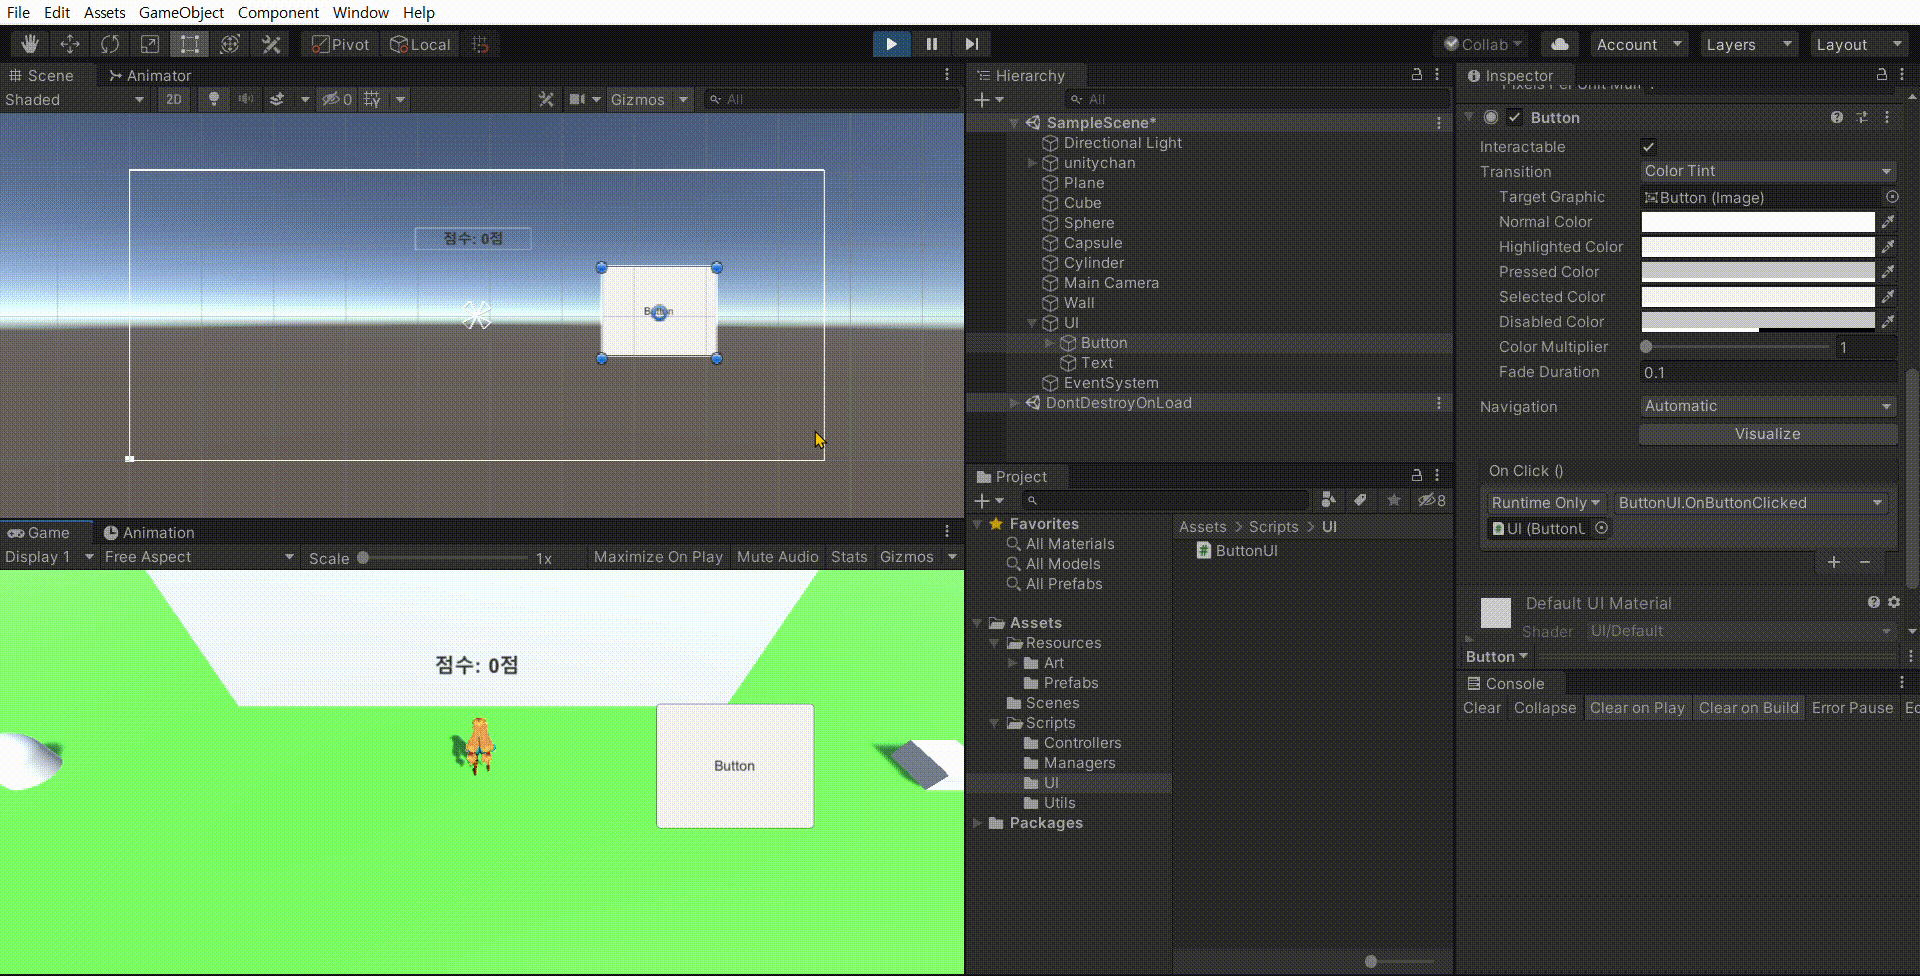 File Edit Assets GameObject Component Window Help
Pivot Local Collab Account Layers Layout
Scene Animator
Shaded 2D 0 Gizmos All
점수: 0점
Button
Game Animation
Display 1 Free Aspect Scale 1x Maximize On Play Mute Audio Stats Gizmos
점수: 0점
Button
Hierarchy
All
SampleScene*
Directional Light
unitychan
Plane
Cube
Sphere
Capsule
Cylinder
Main Camera
Wall
UI
Button
Text
EventSystem
DontDestroyOnLoad
Project
8
Favorites
All Materials
All Models
All Prefabs
Assets
Resources
Art
Prefabs
Scenes
Scripts
Controllers
Managers
UI
Utils
Packages
Assets > Scripts > UI
ButtonUI
Inspector
Button
Interactable
Transition Color Tint
Target Graphic Button (Image)
Normal Color
Highlighted Color
Pressed Color
Selected Color
Disabled Color
Color Multiplier 1
Fade Duration 0.1
Navigation Automatic
Visualize
On Click ()
Runtime Only ButtonUI.OnButtonClicked
UI (ButtonU
Default UI Material
Shader UI/Default
Button
Console
Clear Collapse Clear on Play Clear on Build Error Pause